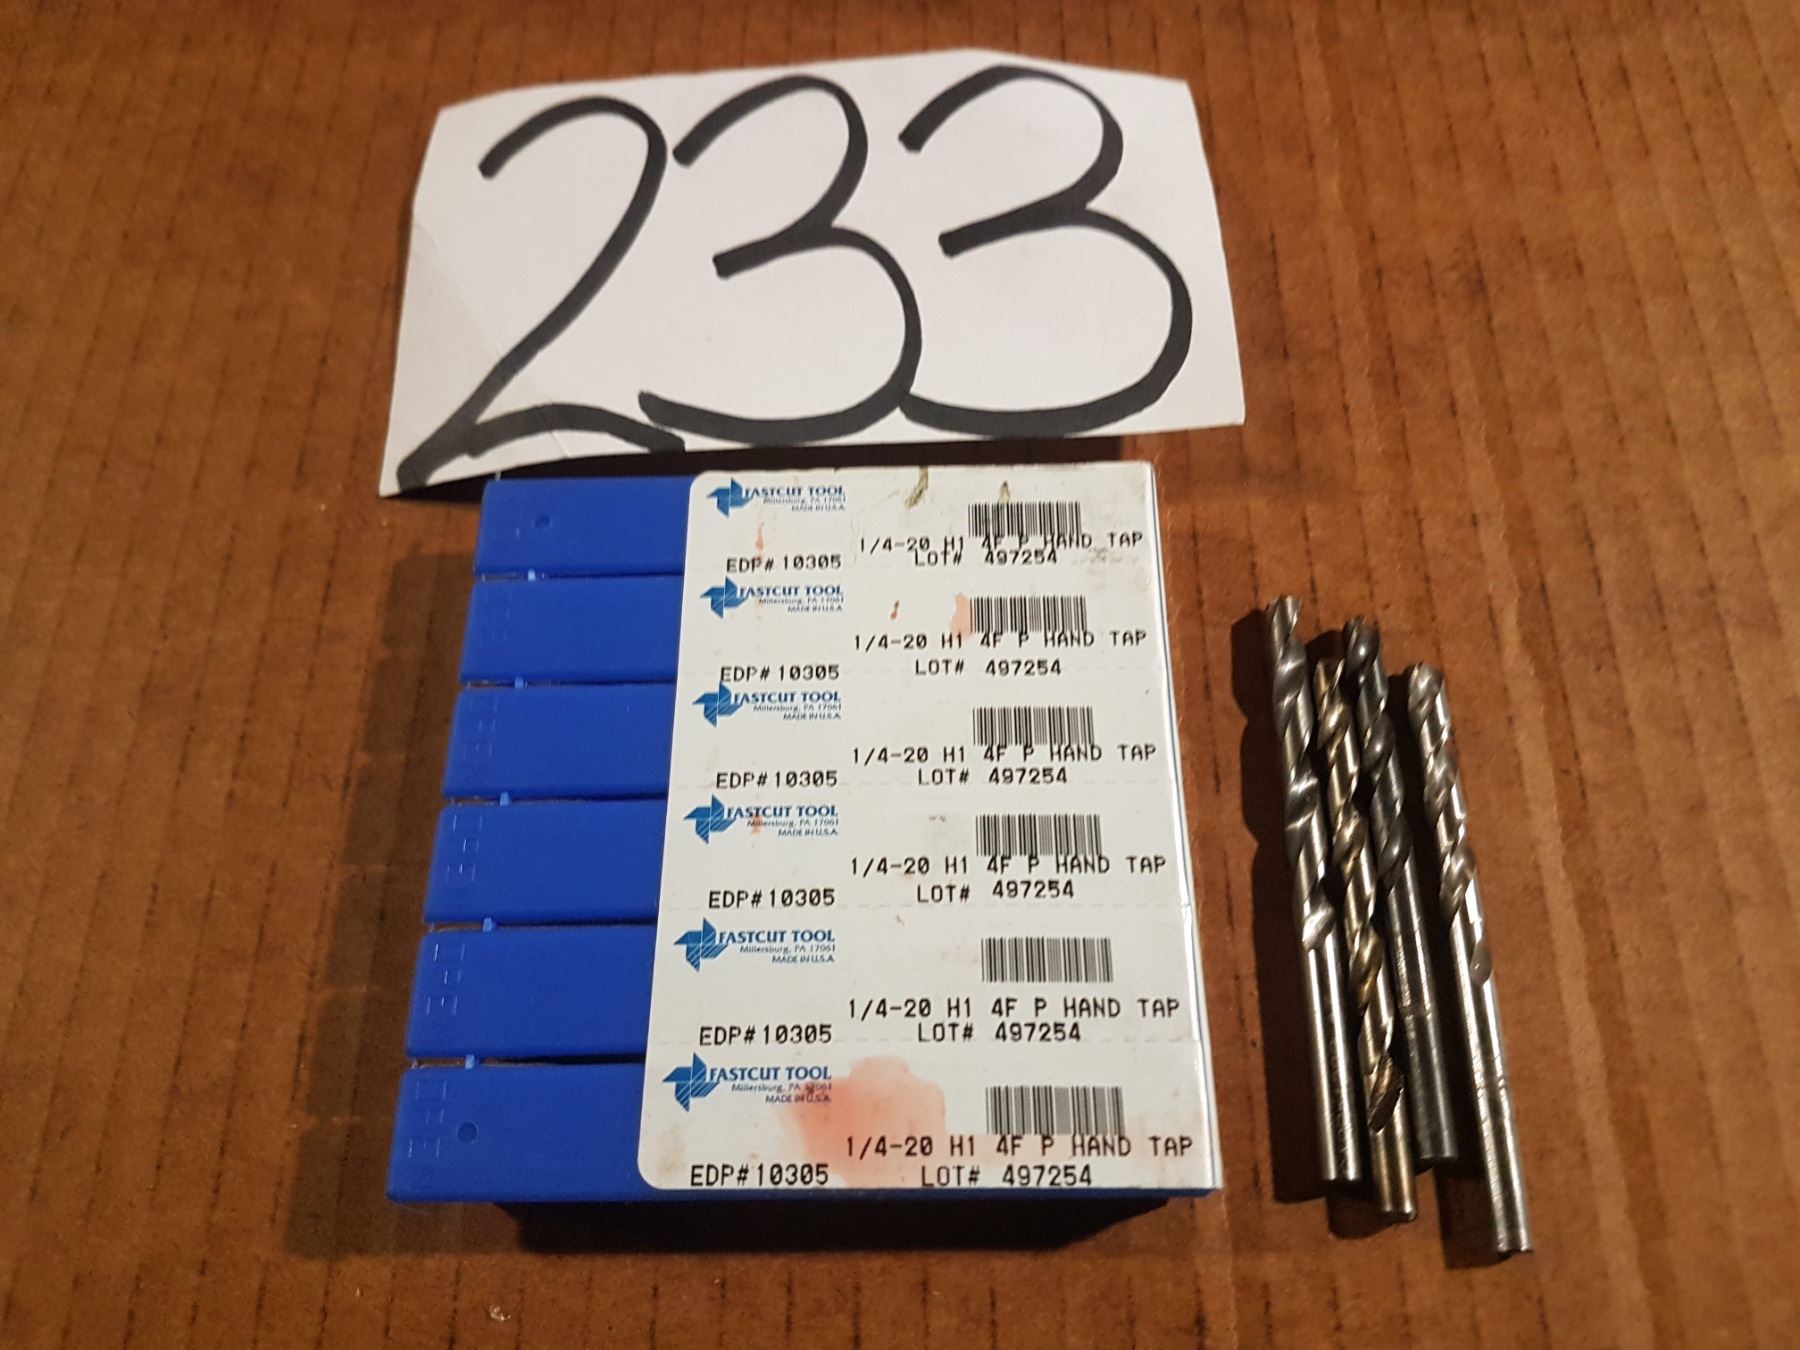 233
FASTCUT TOOL
Millersburg, PA 17061
MADE IN U.S.A.
1/4-20 H1 4F P HAND TAP
EDP# 10305 LOT# 497254
FASTCUT TOOL
Millersburg, PA 17061
MADE IN U.S.A.
1/4-20 H1 4F P HAND TAP
EDP# 10305 LOT# 497254
FASTCUT TOOL
Millersburg, PA 17061
MADE IN U.S.A.
1/4-20 H1 4F P HAND TAP
EDP# 10305 LOT# 497254
FASTCUT TOOL
Millersburg, PA 17061
MADE IN U.S.A.
1/4-20 H1 4F P HAND TAP
EDP# 10305 LOT# 497254
FASTCUT TOOL
Millersburg, PA 17061
MADE IN U.S.A.
1/4-20 H1 4F P HAND TAP
EDP# 10305 LOT# 497254
FASTCUT TOOL
Millersburg, PA 17061
MADE IN U.S.A.
1/4-20 H1 4F P HAND TAP
EDP# 10305 LOT# 497254